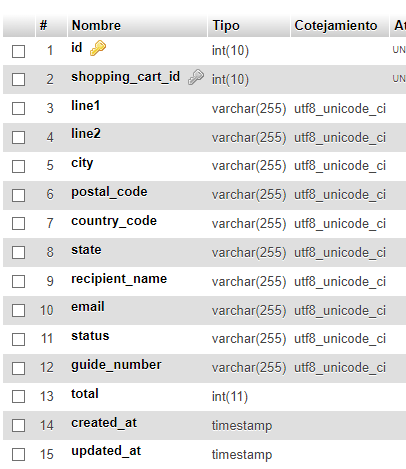 # Nombre Tipo Cotejamiento At
1 id int(10) UN
2 shopping_cart_id int(10) UN
3 line1 varchar(255) utf8_unicode_ci
4 line2 varchar(255) utf8_unicode_ci
5 city varchar(255) utf8_unicode_ci
6 postal_code varchar(255) utf8_unicode_ci
7 country_code varchar(255) utf8_unicode_ci
8 state varchar(255) utf8_unicode_ci
9 recipient_name varchar(255) utf8_unicode_ci
10 email varchar(255) utf8_unicode_ci
11 status varchar(255) utf8_unicode_ci
12 guide_number varchar(255) utf8_unicode_ci
13 total int(11)
14 created_at timestamp
15 updated_at timestamp